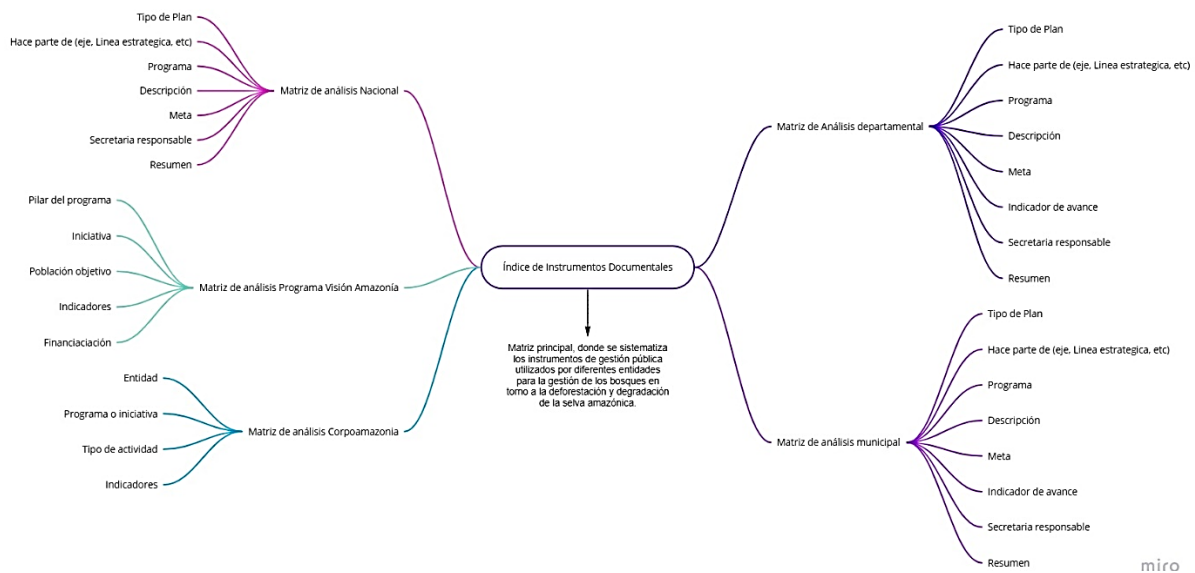 Tipo de Plan
Hace parte de (eje, Linea estrategica, etc)
Programa
Descripción
Meta
Secretaria responsable
Resumen
Matriz de análisis Nacional
Pilar del programa
Iniciativa
Población objetivo
Indicadores
Financiaciación
Matriz de análisis Programa Visión Amazonía
Entidad
Programa o iniciativa
Tipo de actividad
Indicadores
Matriz de análisis Corpoamazonia
Índice de Instrumentos Documentales
Matriz principal, donde se sistematiza
los instrumentos de gestión pública
utilizados por diferentes entidades
para la gestión de los bosques en
torno a la deforestación y degradación
de la selva amazónica.
Matriz de Análisis departamental
Tipo de Plan
Hace parte de (eje, Linea estrategica, etc)
Programa
Descripción
Meta
Indicador de avance
Secretaria responsable
Resumen
Matriz de análisis municipal
Tipo de Plan
Hace parte de (eje, Linea estrategica, etc)
Programa
Descripción
Meta
Indicador de avance
Secretaria responsable
Resumen
miro